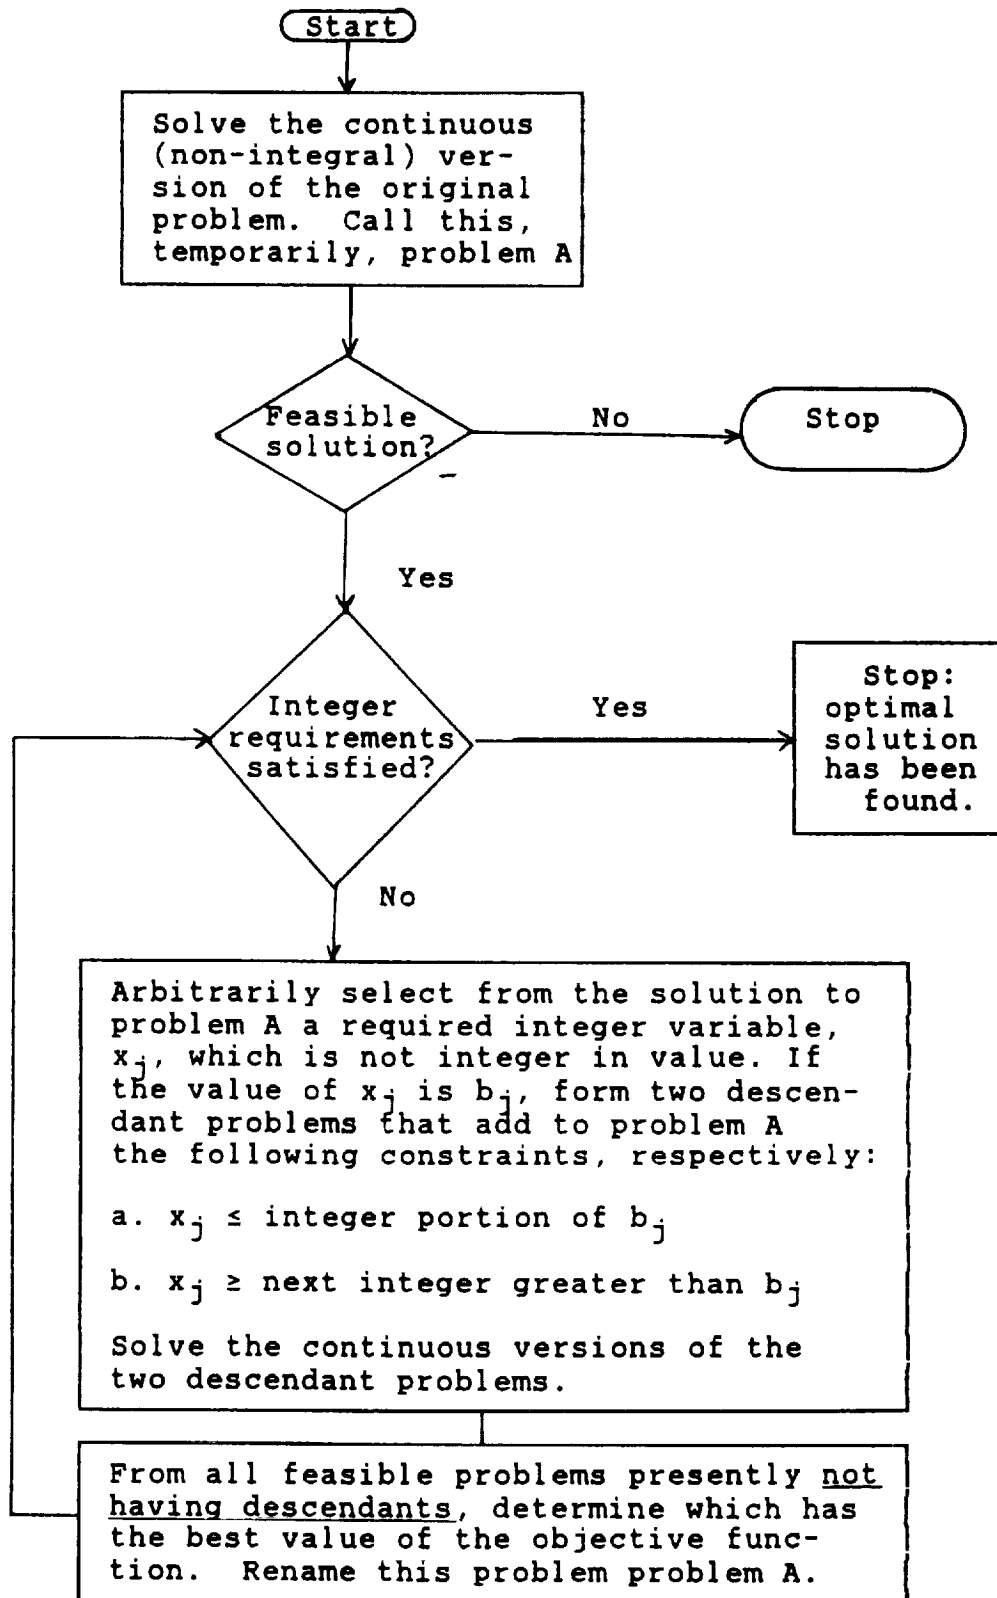 Start
Solve the continuous
(non-integral) ver-
sion of the original
problem. Call this,
temporarily, problem A
Feasible
solution?
No
Stop
Yes
Integer
requirements
satisfied?
Yes
Stop:
optimal
solution
has been
found.
No
Arbitrarily select from the solution to
problem A a required integer variable,
xj, which is not integer in value. If
the value of xj is bj, form two descen-
dant problems that add to problem A
the following constraints, respectively:
a. xj ≤ integer portion of bj
b. xj ≥ next integer greater than bj
Solve the continuous versions of the
two descendant problems.
From all feasible problems presently not
having descendants, determine which has
the best value of the objective func-
tion. Rename this problem problem A.